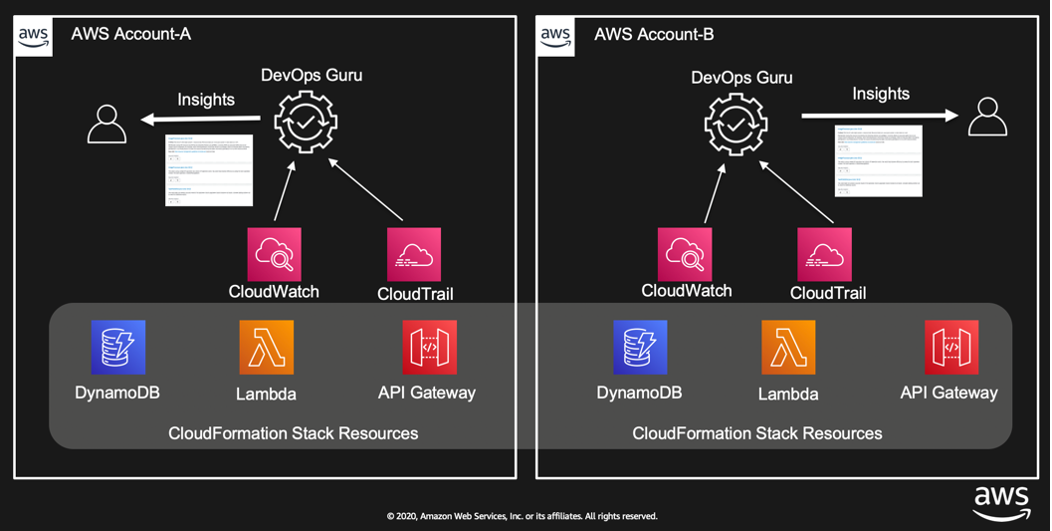 aws
AWS Account-A
DevOps Guru
Insights
CloudWatch
CloudTrail
DynamoDB
Lambda
API Gateway
CloudFormation Stack Resources
aws
AWS Account-B
DevOps Guru
Insights
CloudWatch
CloudTrail
DynamoDB
Lambda
API Gateway
CloudFormation Stack Resources
© 2020, Amazon Web Services, Inc. or its affiliates. All rights reserved.
aws